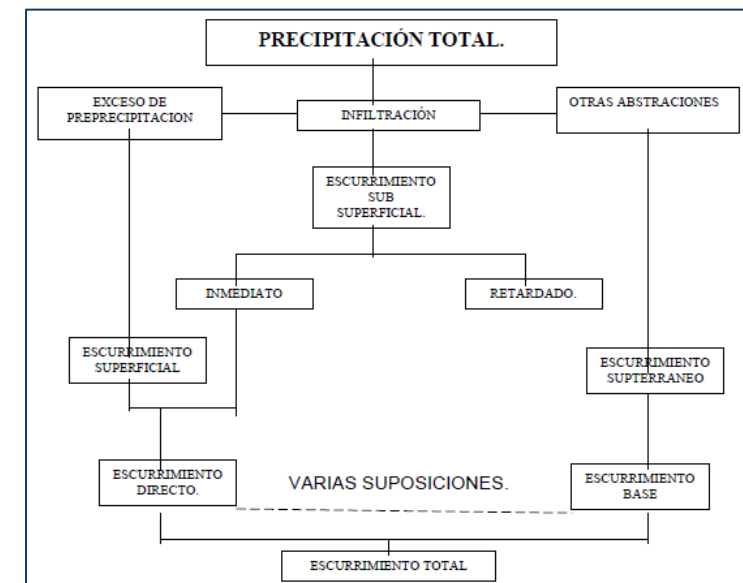 PRECIPITACIÓN TOTAL.
EXCESO DE
PREPRECIPITACION
INFILTRACIÓN
OTRAS ABSTRACIONES
ESCURRIMIENTO
SUB
SUPERFICIAL.
INMEDIATO
RETARDADO.
ESCURRIMIENTO
SUPERFICIAL
ESCURRIMIENTO
SUPTERRANEO
ESCURRIMIENTO
DIRECTO.
VARIAS SUPOSICIONES.
ESCURRIMIENTO
BASE
ESCURRIMIENTO TOTAL